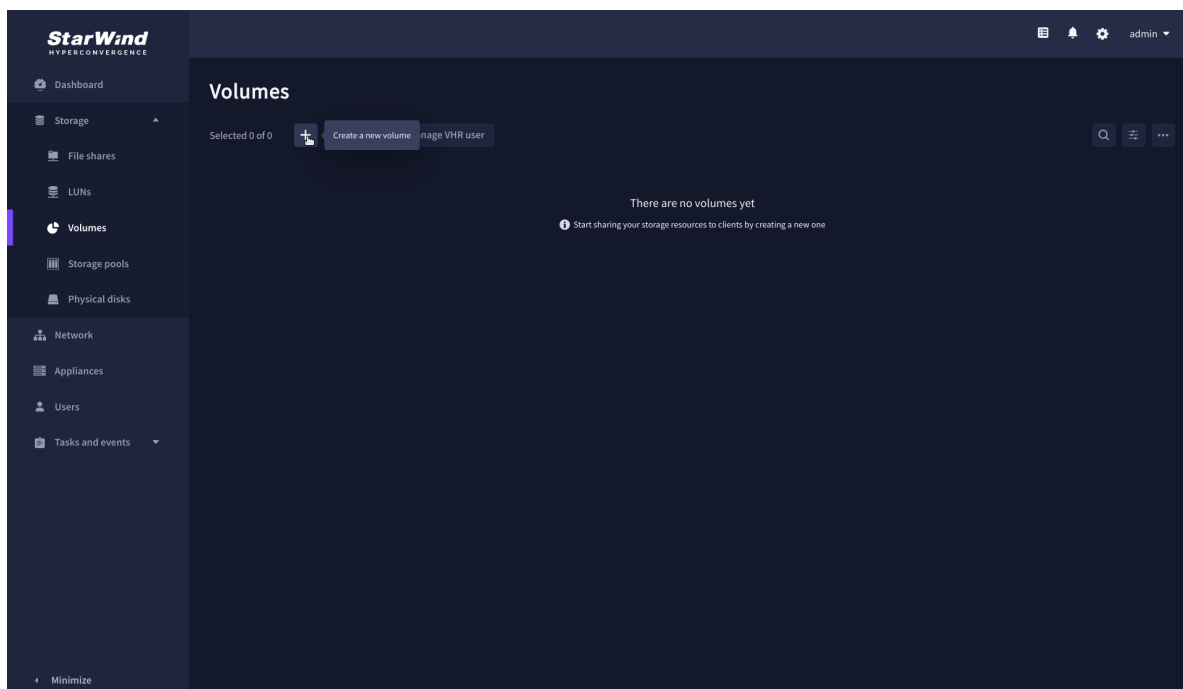 StarWind
HYPERCONVERGENCE
admin
Dashboard
Storage
File shares
LUNs
Volumes
Storage pools
Physical disks
Network
Appliances
Users
Tasks and events
Minimize
Volumes
Selected 0 of 0
Create a new volume
nage VHR user
There are no volumes yet
Start sharing your storage resources to clients by creating a new one